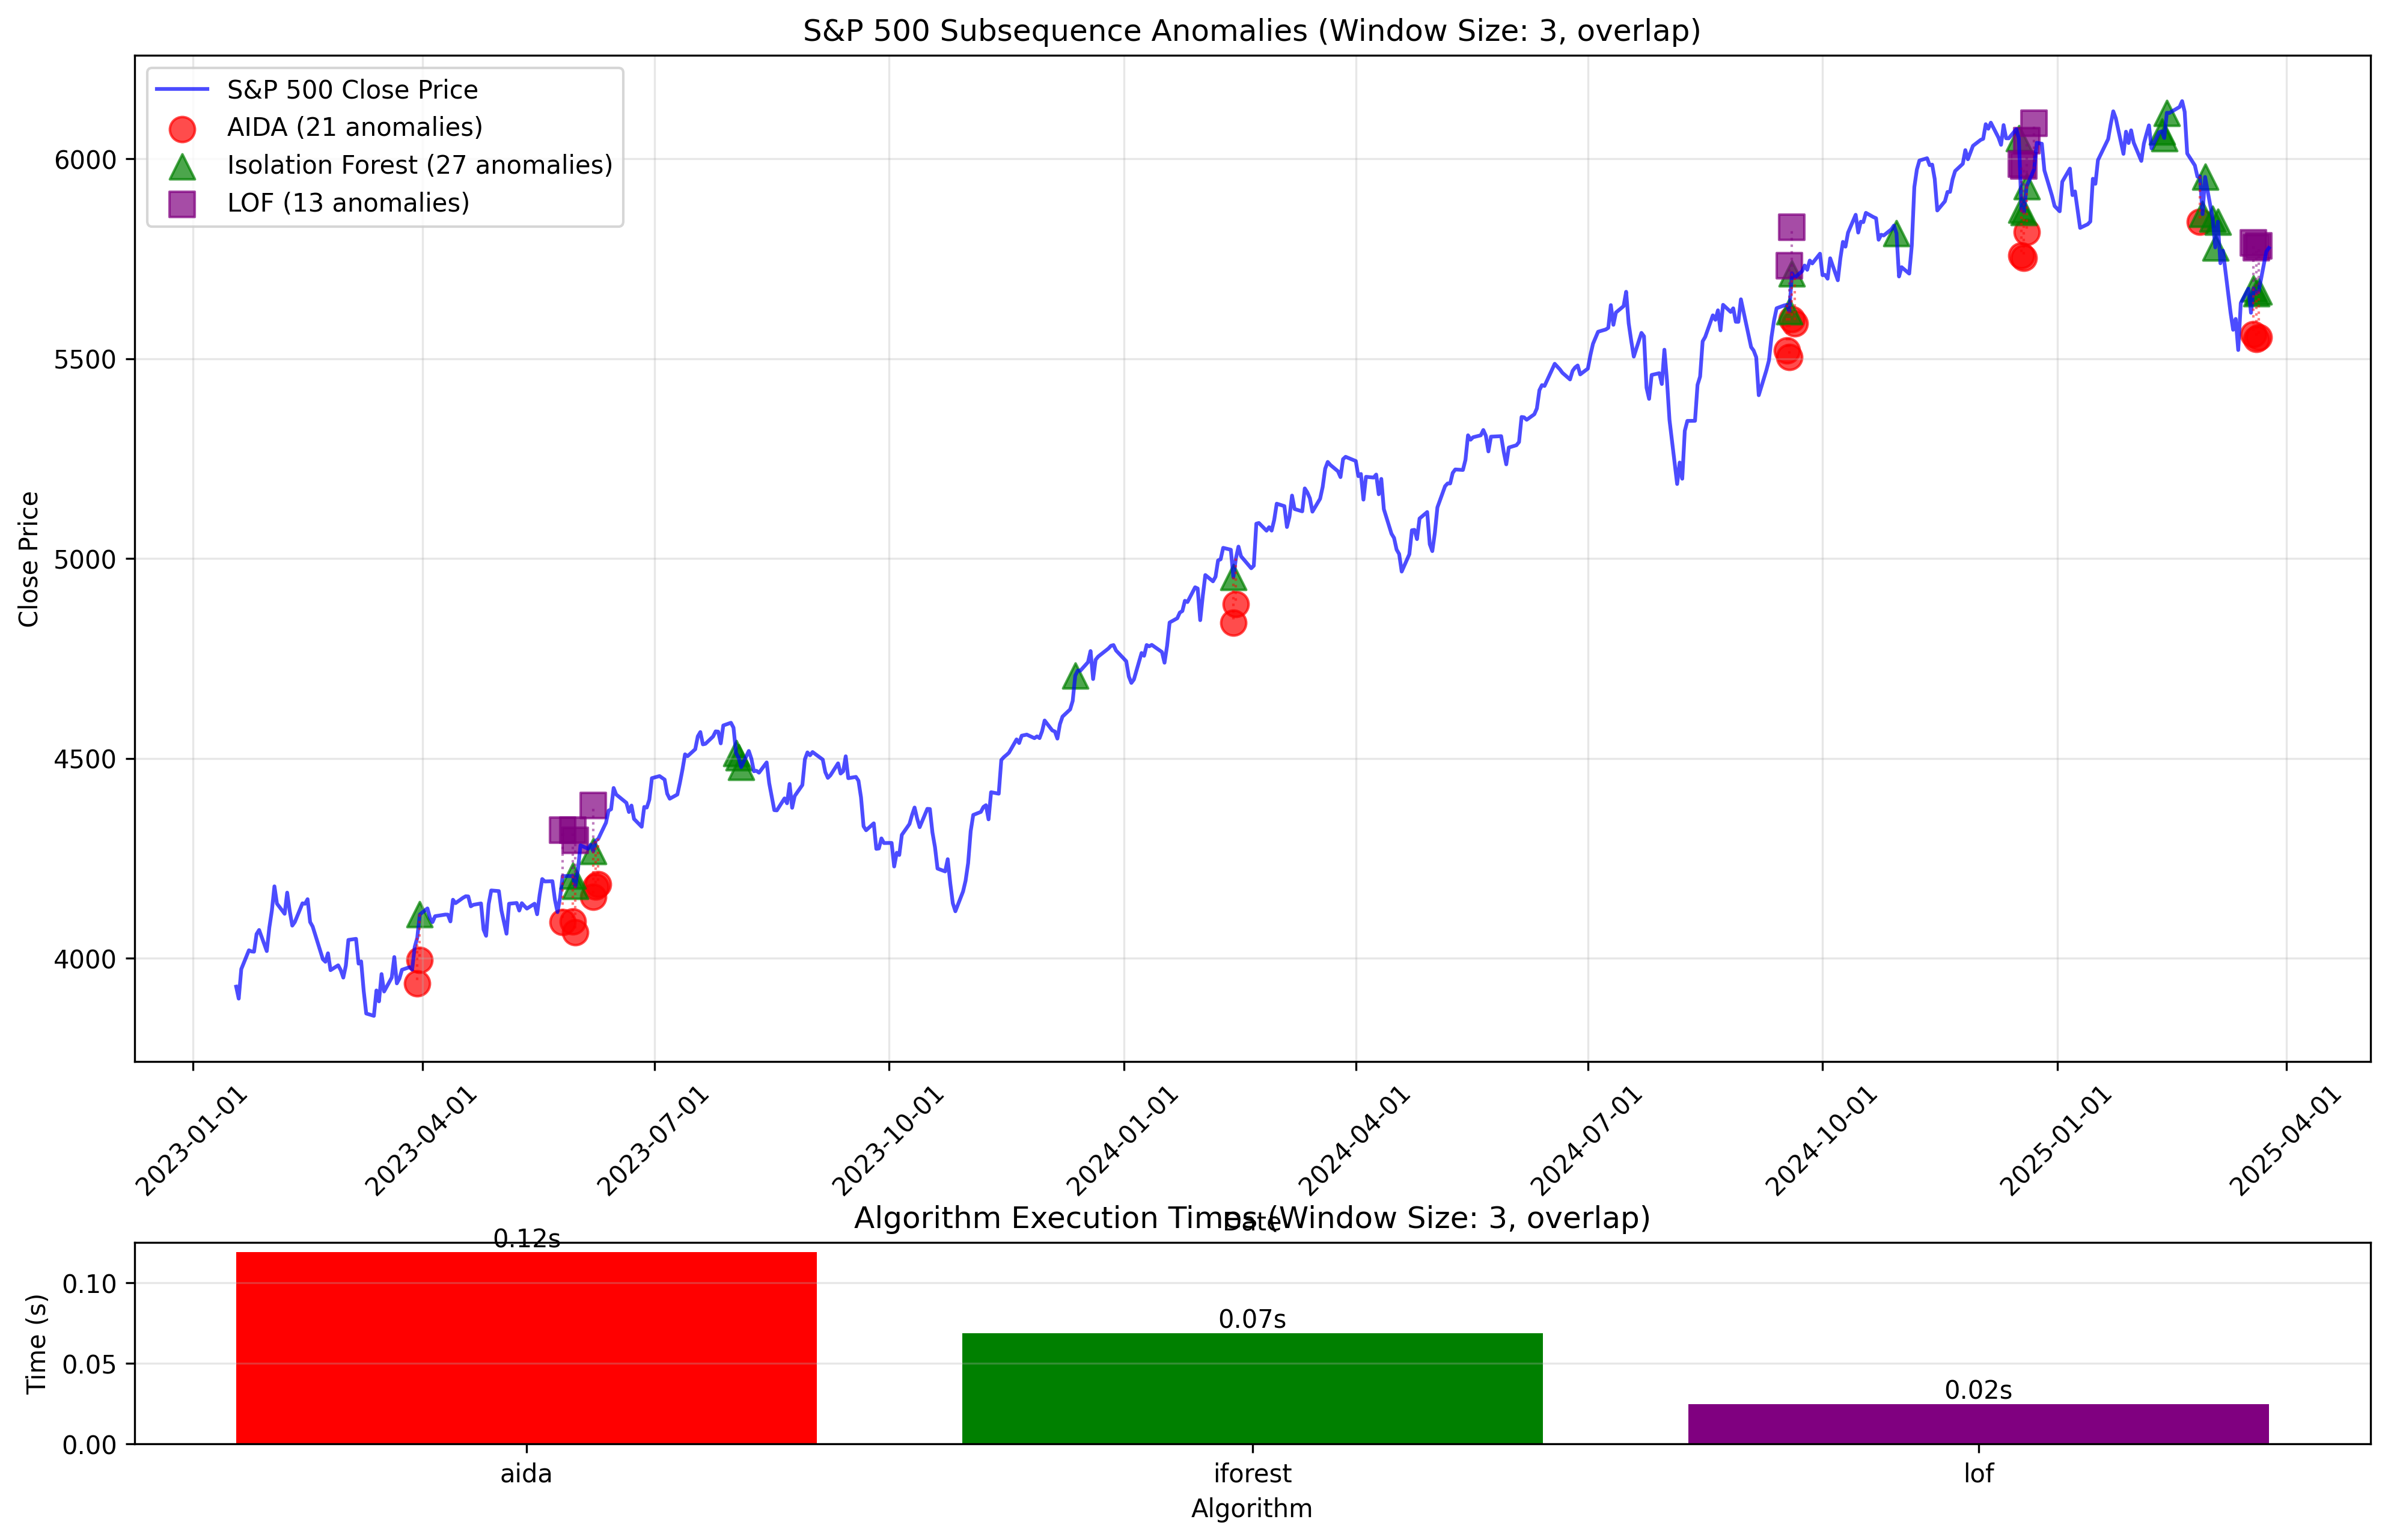 S&P 500 Subsequence Anomalies (Window Size: 3, overlap)
S&P 500 Close Price
AIDA (21 anomalies)
Isolation Forest (27 anomalies)
LOF (13 anomalies)
Close Price
6000
5500
5000
4500
4000
2023-01-01
2023-04-01
2023-07-01
2023-10-01
2024-01-01
2024-04-01
2024-07-01
2024-10-01
2025-01-01
2025-04-01
Date
Algorithm Execution Times (Window Size: 3, overlap)
Time (s)
0.10
0.05
0.00
0.12s
0.07s
0.02s
aida
iforest
lof
Algorithm